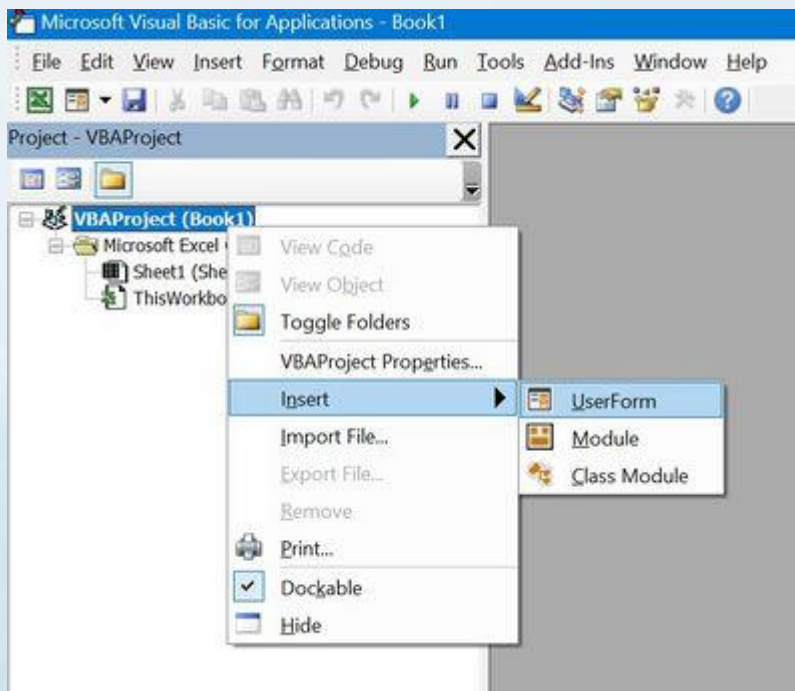 Microsoft Visual Basic for Applications - Book1
File Edit View Insert Format Debug Run Tools Add-Ins Window Help
Project - VBAProject
VBAProject (Book1)
Microsoft Excel
Sheet1 (She
ThisWorkbo
View Code
View Object
Toggle Folders
VBAProject Properties...
Insert
Import File...
Export File...
Remove
Print...
Dockable
Hide
UserForm
Module
Class Module